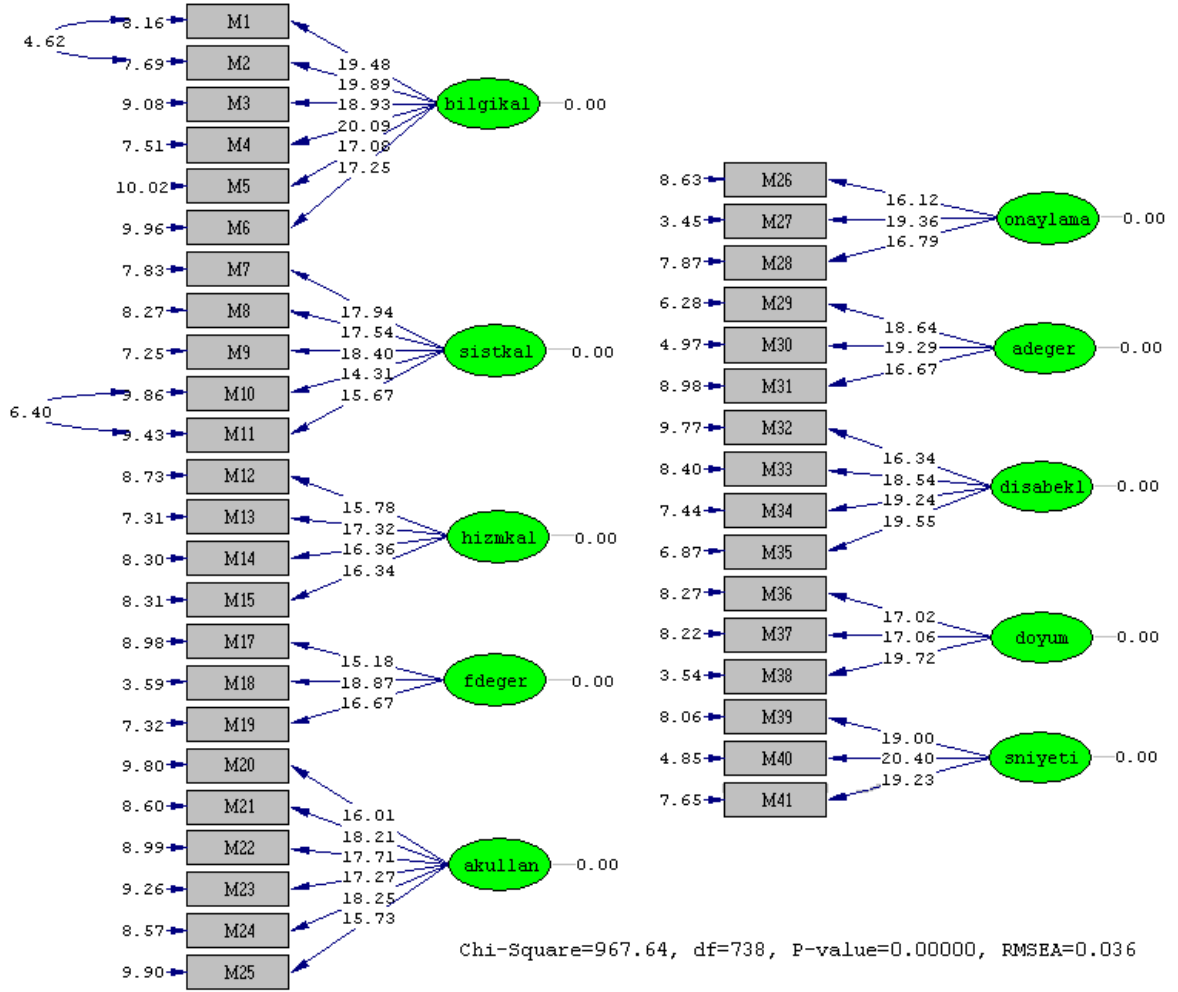 8.16 M1
4.62
7.69 M2
19.48
19.89
9.08 M3 18.93 bilgikal 0.00
20.09
7.51 M4
17.08
17.25
10.02 M5
9.96 M6
7.83 M7
8.27 M8
17.94
17.54
7.25 M9 18.40 sistkal 0.00
14.31
15.67
9.86 M10
6.40
9.43 M11
8.73 M12
15.78
7.31 M13
17.32
hizmkal 0.00
16.36
8.30 M14
16.34
8.31 M15
8.98 M17
15.18
3.59 M18 18.87 fdeger 0.00
16.67
7.32 M19
9.80 M20
8.60 M21
16.01
18.21
8.99 M22
17.71
akullan 0.00
17.27
9.26 M23
18.25
15.73
8.57 M24
9.90 M25
8.63 M26
16.12
3.45 M27 19.36 onaylama 0.00
16.79
7.87 M28
6.28 M29
18.64
4.97 M30 19.29 adeger 0.00
16.67
8.98 M31
9.77 M32
16.34
8.40 M33
18.54
disabekl 0.00
19.24
7.44 M34
19.55
6.87 M35
8.27 M36
17.02
8.22 M37 17.06 doyum 0.00
19.72
3.54 M38
8.06 M39
19.00
4.85 M40 20.40 sniyeti 0.00
19.23
7.65 M41
Chi-Square=967.64, df=738, P-value=0.00000, RMSEA=0.036